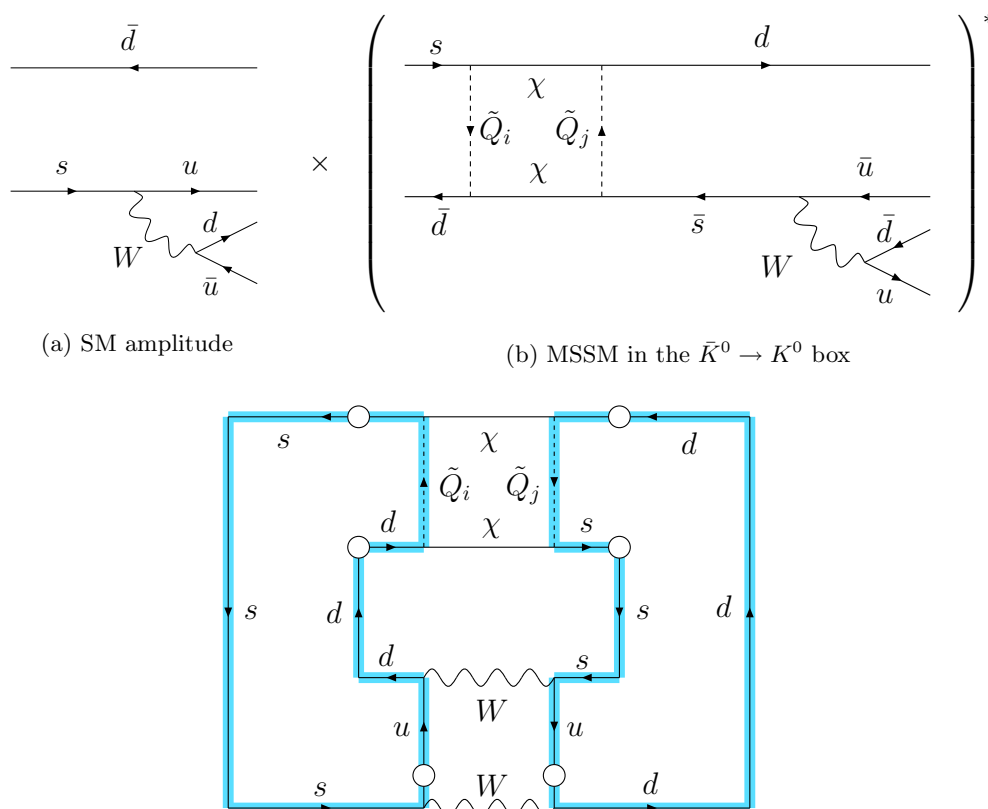 d̄
s u
d
W
ū
×
*
s d
χ
Q̃ᵢ Q̃ⱼ
χ
d̄ s̄ ū
d̄
W
u
(a) SM amplitude
(b) MSSM in the K̄⁰ → K⁰ box
s χ d
Q̃ᵢ Q̃ⱼ
d χ s
s d s d
d s
W
u u
s W d